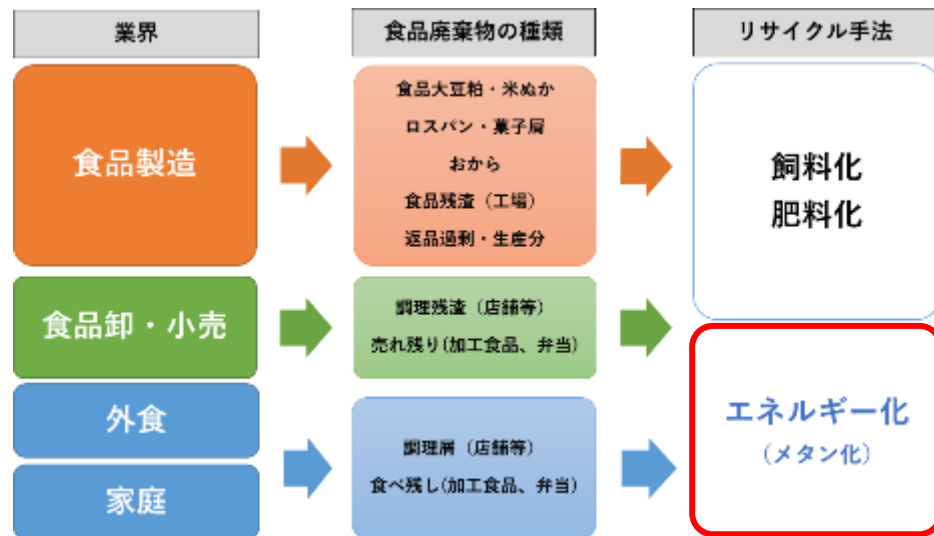 業界
食品廃棄物の種類
リサイクル手法
食品製造
食品大豆粕・米ぬか
ロスパン・菓子屑
おから
食品残渣（工場）
返品過剰・生産分
飼料化
肥料化
食品卸・小売
調理残渣（店舗等）
売れ残り(加工食品、弁当)
外食
家庭
調理屑（店舗等）
食べ残し(加工食品、弁当)
エネルギー化
（メタン化）